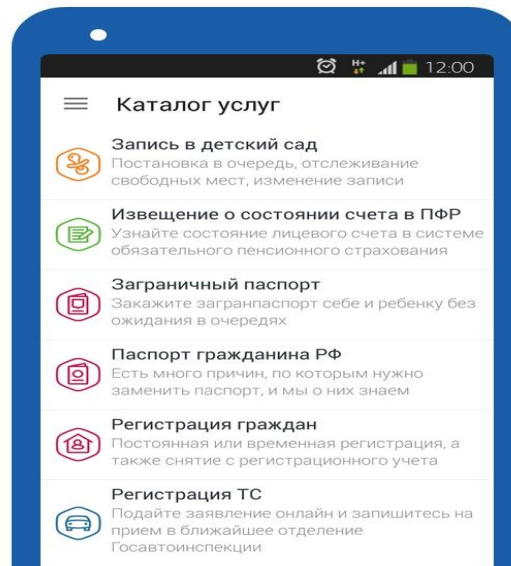 H+ 12:00
Каталог услуг
Запись в детский сад
Постановка в очередь, отслеживание
свободных мест, изменение записи
Извещение о состоянии счета в ПФР
Узнайте состояние лицевого счета в системе
обязательного пенсионного страхования
Заграничный паспорт
Закажите загранпаспорт себе и ребенку без
ожидания в очередях
Паспорт гражданина РФ
Есть много причин, по которым нужно
заменить паспорт, и мы о них знаем
Регистрация граждан
Постоянная или временная регистрация, а
также снятие с регистрационного учета
Регистрация ТС
Подайте заявление онлайн и запишитесь на
прием в ближайшее отделение
Госавтоинспекции